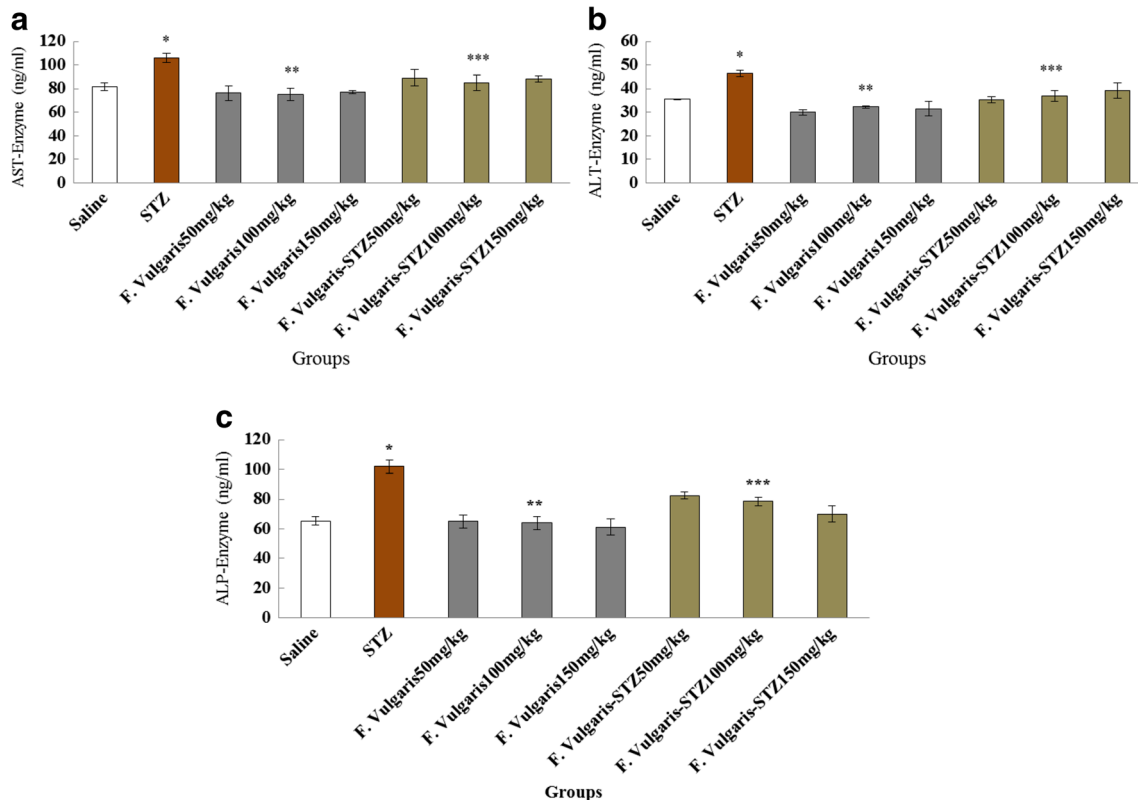 a
AST-Enzyme (ng/ml)
120
100
80
60
40
20
0
*
**
***
Saline
STZ
F. Vulgaris50mg/kg
F. Vulgaris100mg/kg
F. Vulgaris150mg/kg
F. Vulgaris-STZ50mg/kg
F. Vulgaris-STZ100mg/kg
F. Vulgaris-STZ150mg/kg
Groups
b
ALT-Enzyme (ng/ml)
60
50
40
30
20
10
0
*
**
***
Saline
STZ
F. Vulgaris50mg/kg
F. Vulgaris100mg/kg
F. Vulgaris150mg/kg
F. Vulgaris-STZ50mg/kg
F. Vulgaris-STZ100mg/kg
F. Vulgaris-STZ150mg/kg
Groups
c
ALP-Enzyme (ng/ml)
120
100
80
60
40
20
0
*
**
***
Saline
STZ
F. Vulgaris50mg/kg
F. Vulgaris100mg/kg
F. Vulgaris150mg/kg
F. Vulgaris-STZ50mg/kg
F. Vulgaris-STZ100mg/kg
F. Vulgaris-STZ150mg/kg
Groups